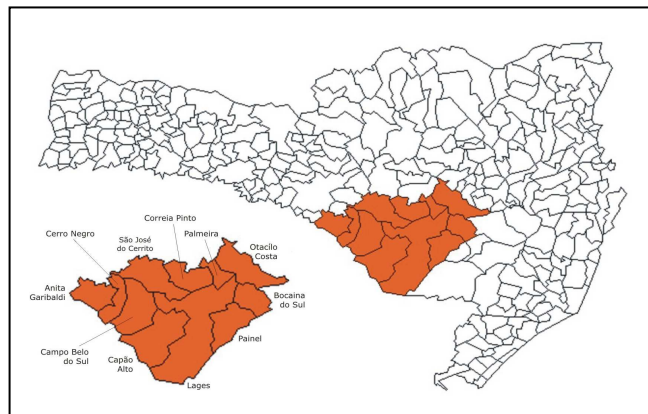 Correia Pinto
Cerro Negro
São José
do Cerrito
Palmeira
Otacílo
Costa
Anita
Garibaldi
Bocaina
do Sul
Painel
Campo Belo
do Sul
Capão
Alto
Lages